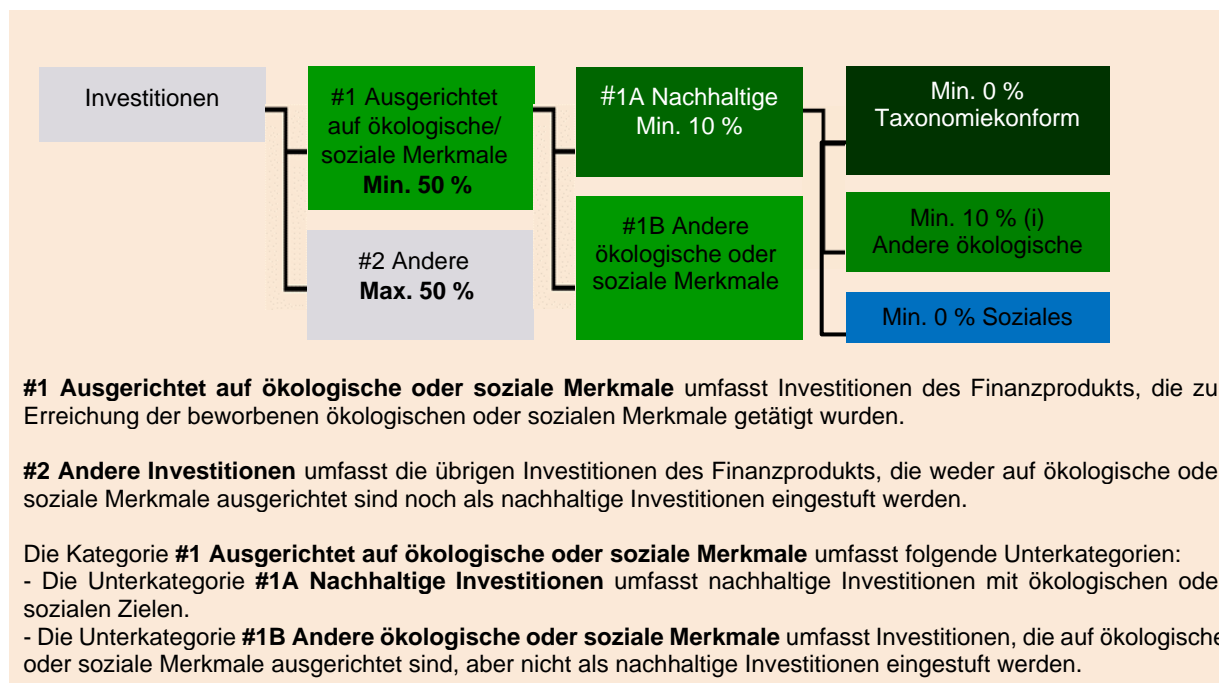 Investitionen
#1 Ausgerichtet
auf ökologische/
soziale Merkmale
Min. 50 %
#2 Andere
Max. 50 %
#1A Nachhaltige
Min. 10 %
#1B Andere
ökologische oder
soziale Merkmale
Min. 0 %
Taxonomiekonform
Min. 10 % (i)
Andere ökologische
Min. 0 % Soziales
#1 Ausgerichtet auf ökologische oder soziale Merkmale umfasst Investitionen des Finanzprodukts, die zu
Erreichung der beworbenen ökologischen oder sozialen Merkmale getätigt wurden.
#2 Andere Investitionen umfasst die übrigen Investitionen des Finanzprodukts, die weder auf ökologische ode
soziale Merkmale ausgerichtet sind noch als nachhaltige Investitionen eingestuft werden.
Die Kategorie #1 Ausgerichtet auf ökologische oder soziale Merkmale umfasst folgende Unterkategorien:
- Die Unterkategorie #1A Nachhaltige Investitionen umfasst nachhaltige Investitionen mit ökologischen ode
sozialen Zielen.
- Die Unterkategorie #1B Andere ökologische oder soziale Merkmale umfasst Investitionen, die auf ökologische
oder soziale Merkmale ausgerichtet sind, aber nicht als nachhaltige Investitionen eingestuft werden.